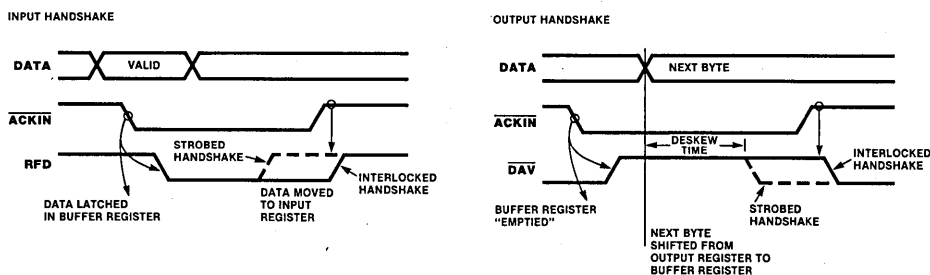 INPUT HANDSHAKE
DATA
VALID
ACKIN
RFD
STROBED
HANDSHAKE
INTERLOCKED
HANDSHAKE
DATA LATCHED
IN BUFFER REGISTER
DATA MOVED
TO INPUT
REGISTER
OUTPUT HANDSHAKE
DATA
NEXT BYTE
ACKIN
DESKEW
TIME
DAV
INTERLOCKED
HANDSHAKE
BUFFER REGISTER
"EMPTIED"
STROBED
HANDSHAKE
NEXT BYTE
SHIFTED FROM
OUTPUT REGISTER TO
BUFFER REGISTER